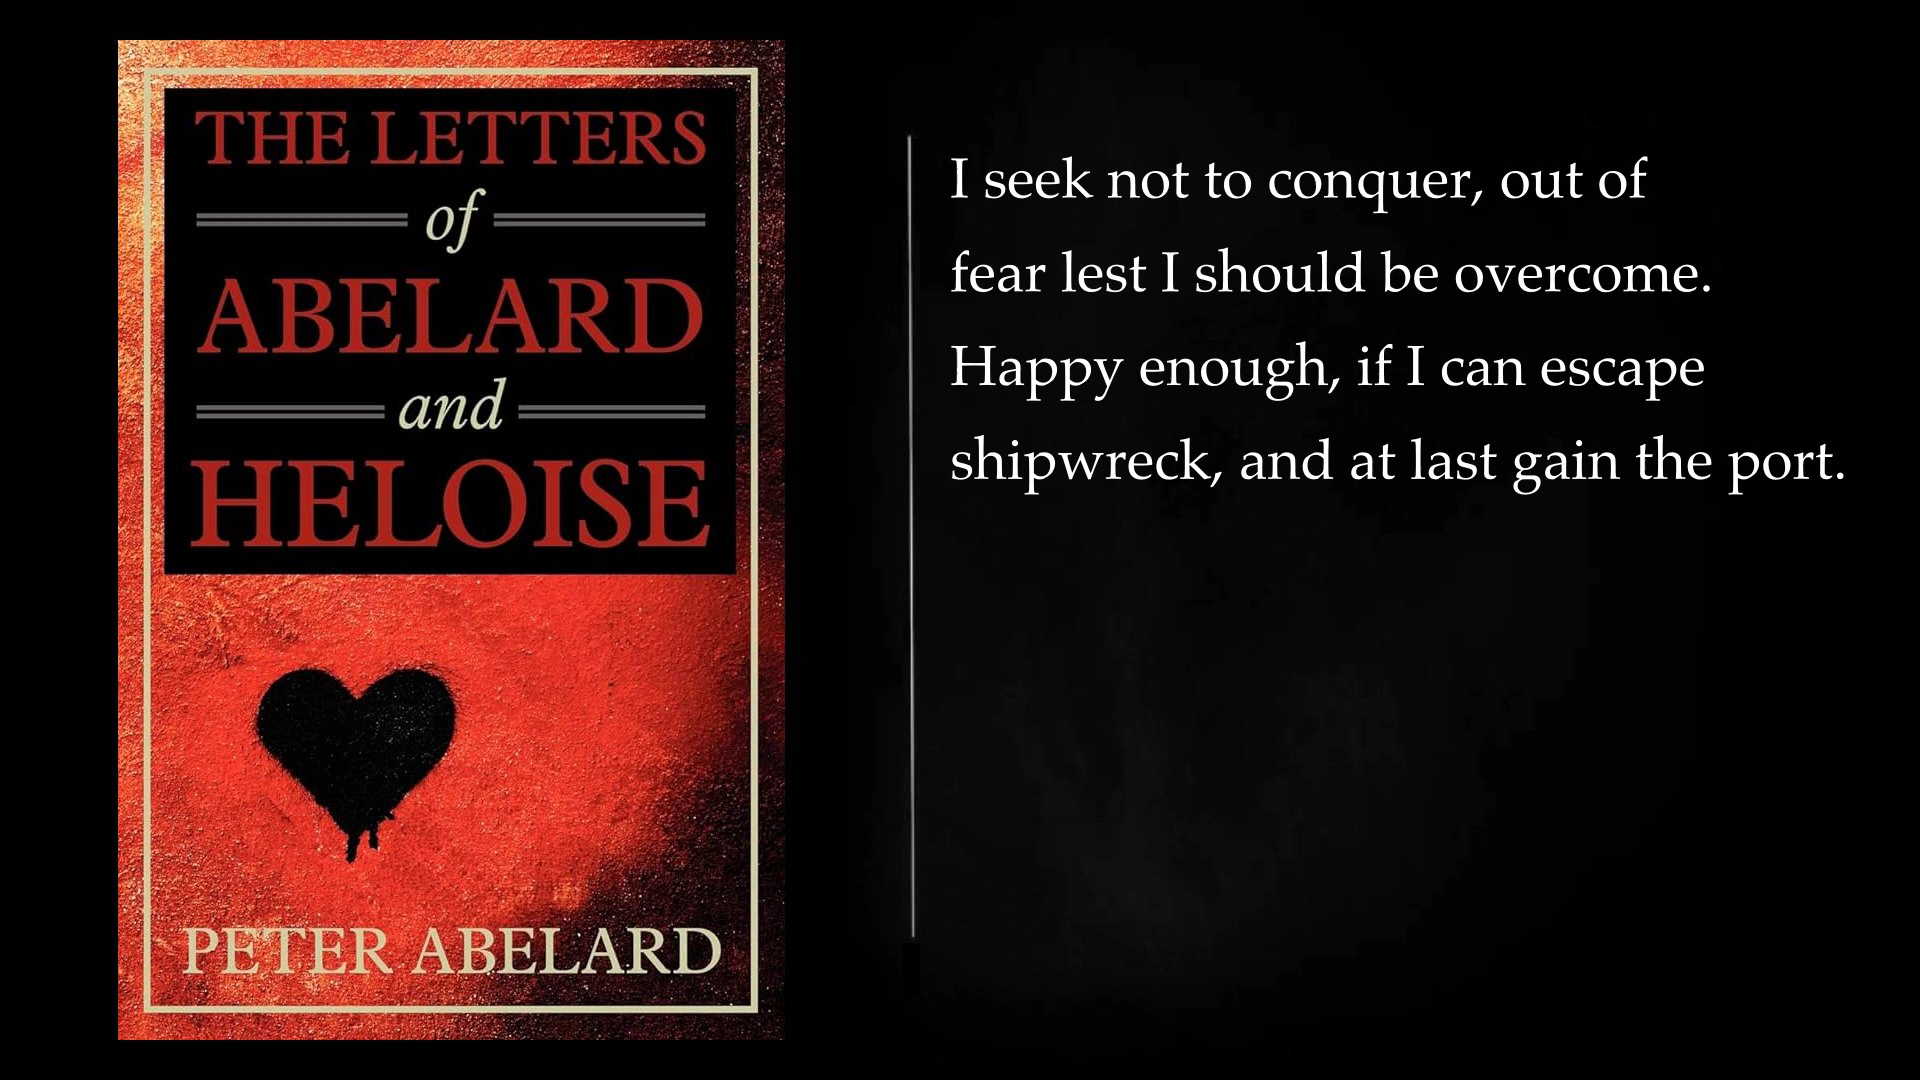 THE LETTERS
of
ABELARD
and
HELOISE
PETER ABELARD
I seek not to conquer, out of
fear lest I should be overcome.
Happy enough, if I can escape
shipwreck, and at last gain the port.